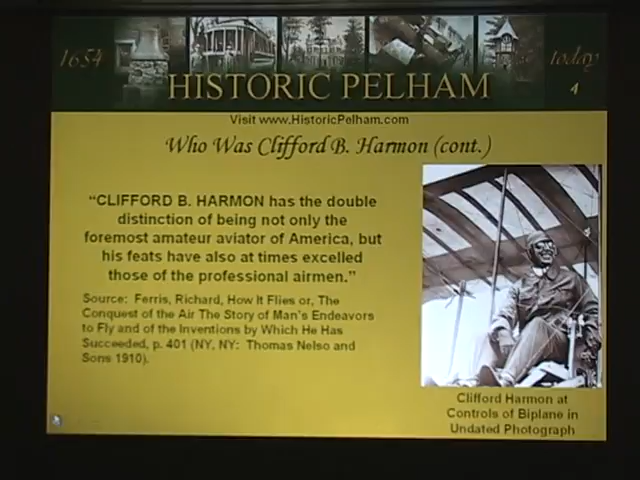 1654
today
4
HISTORIC PELHAM
Visit www.HistoricPelham.com
Who Was Clifford B. Harmon (cont.)
“CLIFFORD B. HARMON has the double
distinction of being not only the
foremost amateur aviator of America, but
his feats have also at times excelled
those of the professional airmen.”
Source: Ferris, Richard, How It Flies or, The
Conquest of the Air The Story of Man's Endeavors
to Fly and of the Inventions by Which He Has
Succeeded, p. 401 (NY, NY: Thomas Nelso and
Sons 1910).
Clifford Harmon at
Controls of Biplane in
Undated Photograph